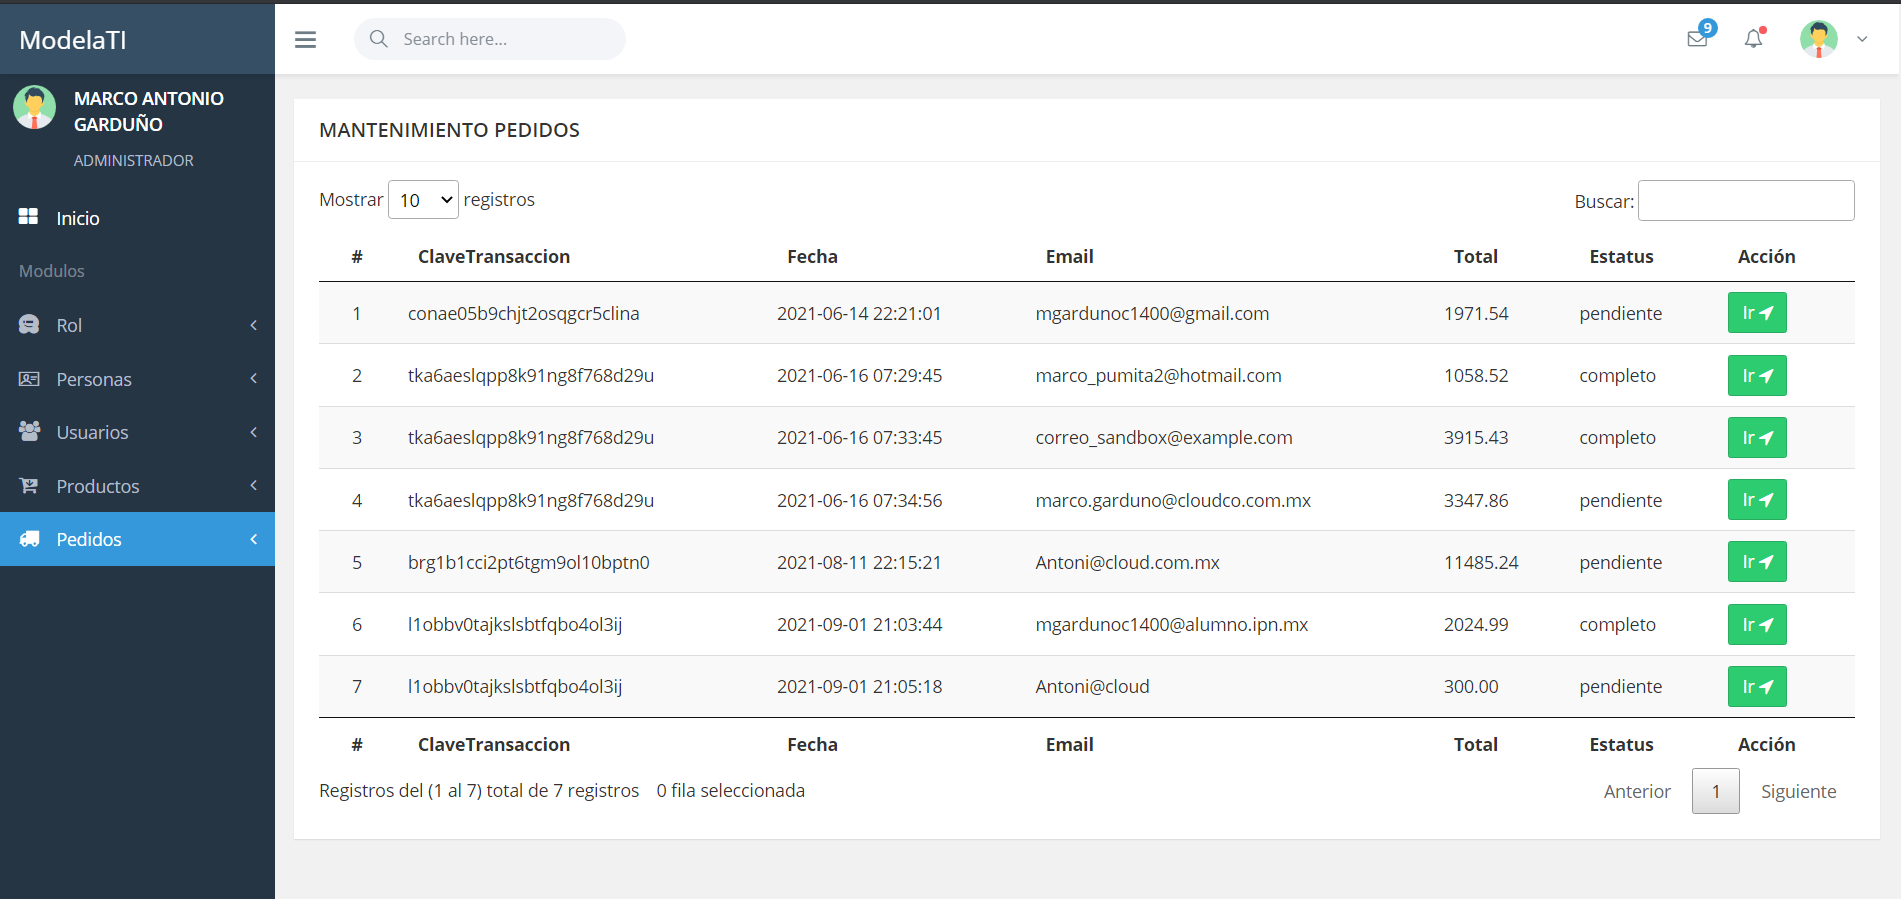 ModelaTI
Search here...
9
MARCO ANTONIO
GARDUÑO
ADMINISTRADOR
Inicio
Modulos
Rol
Personas
Usuarios
Productos
Pedidos
MANTENIMIENTO PEDIDOS
Mostrar 10 registros
Buscar:
# ClaveTransaccion Fecha Email Total Estatus Acción
1 conae05b9chjt2osqgcr5clina 2021-06-14 22:21:01 mgardunoc1400@gmail.com 1971.54 pendiente Ir
2 tka6aeslqpp8k91ng8f768d29u 2021-06-16 07:29:45 marco_pumita2@hotmail.com 1058.52 completo Ir
3 tka6aeslqpp8k91ng8f768d29u 2021-06-16 07:33:45 correo_sandbox@example.com 3915.43 completo Ir
4 tka6aeslqpp8k91ng8f768d29u 2021-06-16 07:34:56 marco.garduno@cloudco.com.mx 3347.86 pendiente Ir
5 brg1b1cci2pt6tgm9ol10bptn0 2021-08-11 22:15:21 Antoni@cloud.com.mx 11485.24 pendiente Ir
6 l1obbv0tajkslsbtfqbo4ol3ij 2021-09-01 21:03:44 mgardunoc1400@alumno.ipn.mx 2024.99 completo Ir
7 l1obbv0tajkslsbtfqbo4ol3ij 2021-09-01 21:05:18 Antoni@cloud 300.00 pendiente Ir
# ClaveTransaccion Fecha Email Total Estatus Acción
Registros del (1 al 7) total de 7 registros 0 fila seleccionada
Anterior 1 Siguiente